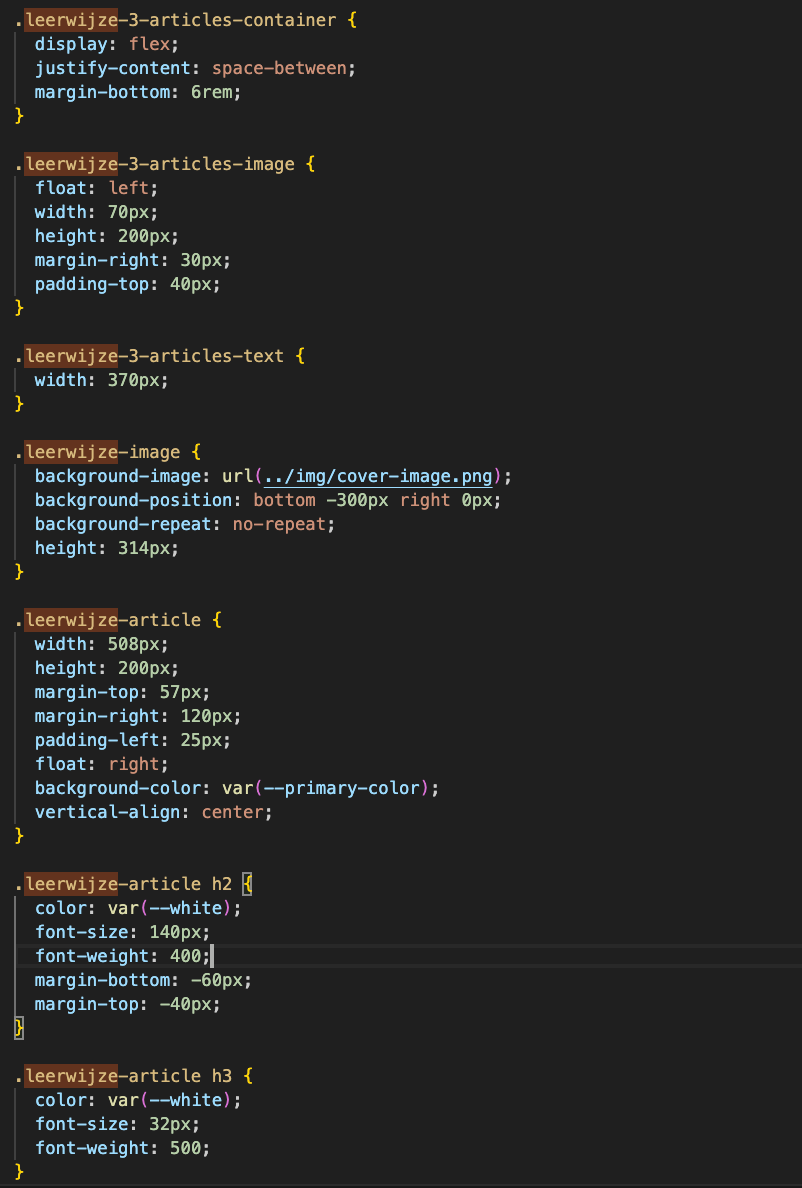 .leerwijze-3-articles-container {
  display: flex;
  justify-content: space-between;
  margin-bottom: 6rem;
}

.leerwijze-3-articles-image {
  float: left;
  width: 70px;
  height: 200px;
  margin-right: 30px;
  padding-top: 40px;
}

.leerwijze-3-articles-text {
  width: 370px;
}

.leerwijze-image {
  background-image: url(../img/cover-image.png);
  background-position: bottom -300px right 0px;
  background-repeat: no-repeat;
  height: 314px;
}

.leerwijze-article {
  width: 508px;
  height: 200px;
  margin-top: 57px;
  margin-right: 120px;
  padding-left: 25px;
  float: right;
  background-color: var(--primary-color);
  vertical-align: center;
}

.leerwijze-article h2 {
  color: var(--white);
  font-size: 140px;
  font-weight: 400;
  margin-bottom: -60px;
  margin-top: -40px;
}

.leerwijze-article h3 {
  color: var(--white);
  font-size: 32px;
  font-weight: 500;
}